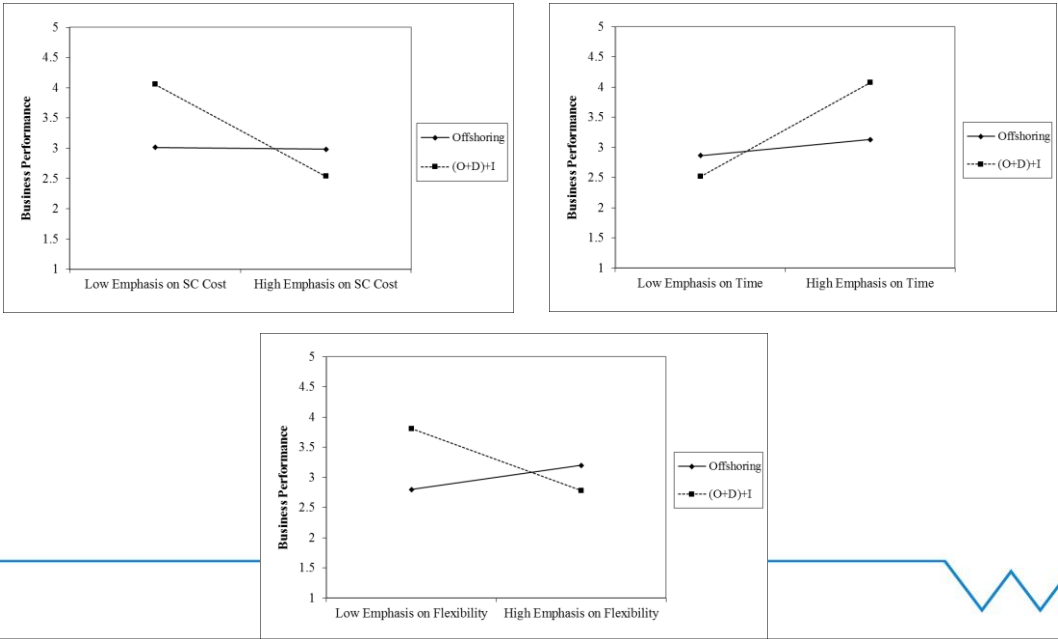 5
4.5
4
3.5
3
2.5
2
1.5
1
Business Performance
Low Emphasis on SC Cost High Emphasis on SC Cost
Offshoring
(O+D)+I
5
4.5
4
3.5
3
2.5
2
1.5
1
Business Performance
Low Emphasis on Time High Emphasis on Time
Offshoring
(O+D)+I
5
4.5
4
3.5
3
2.5
2
1.5
1
Business Performance
Low Emphasis on Flexibility High Emphasis on Flexibility
Offshoring
(O+D)+I